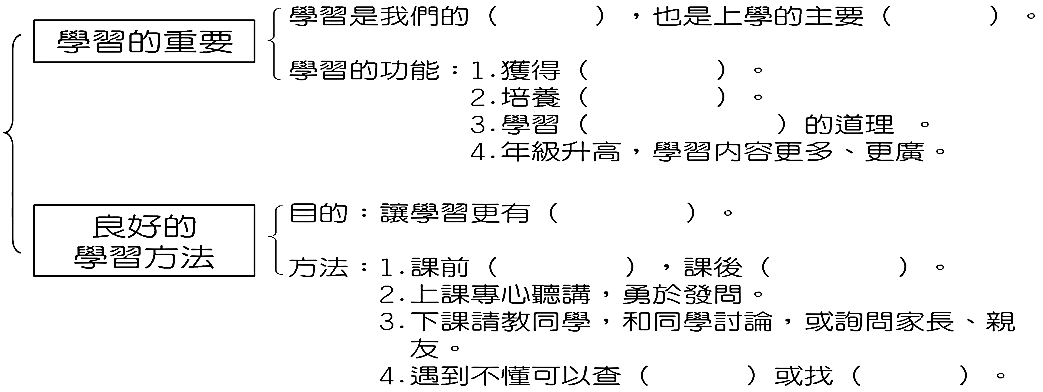 學習是我們的（　　　），也是上學的主要（　　　）。
學習的重要
學習的功能：1.獲得（　　　　）。
2.培養（　　　　）。
3.學習（　　　　　　）的道理 。
4.年級升高，學習內容更多、更廣。
良好的
學習方法
目的：讓學習更有（　　　　）。
方法：1.課前（　　　　），課後（　　　　）。
2.上課專心聽講，勇於發問。
3.下課請教同學，和同學討論，或詢問家長、親
友。
4.遇到不懂可以查（　　　）或找（　　　）。